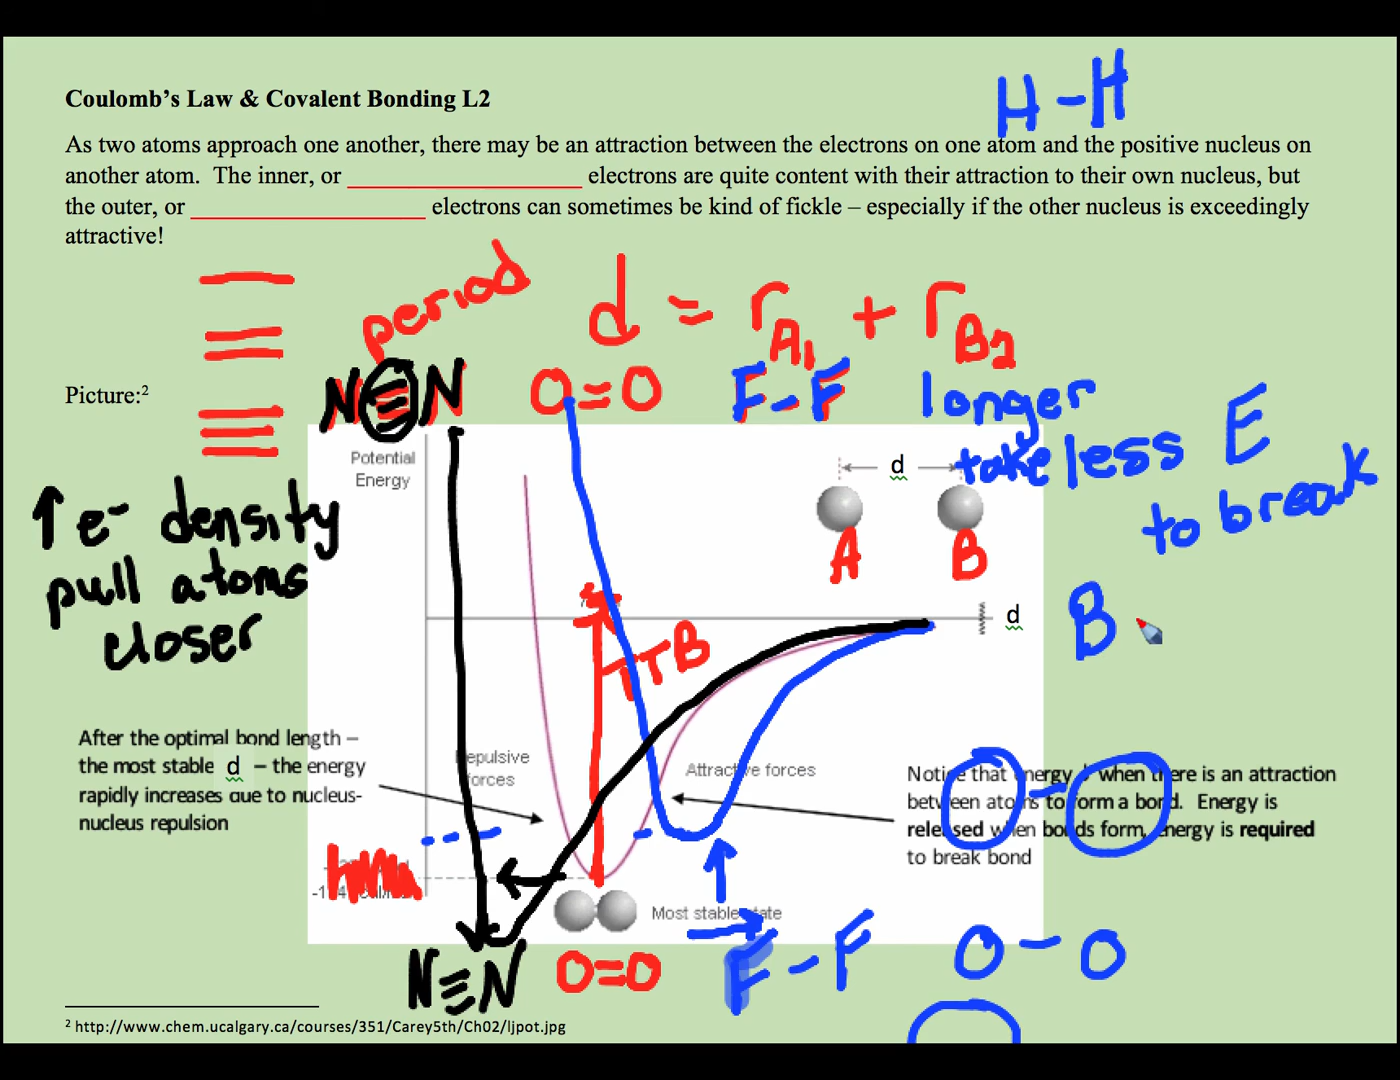 H-H
Coulomb's Law & Covalent Bonding L2
As two atoms approach one another, there may be an attraction between the electrons on one atom and the positive nucleus on
another atom. The inner, or ____________________ electrons are quite content with their attraction to their own nucleus, but
the outer, or ____________________ electrons can sometimes be kind of fickle – especially if the other nucleus is exceedingly
attractive!
period
d = rA1 + rB2
Picture:2
N≡N
O=O
F-F
longer
take less E
to break
Potential
Energy
d
A
B
↑ e- density
pull atoms
closer
d
B
TTB
After the optimal bond length –
the most stable d – the energy
rapidly increases due to nucleus-
nucleus repulsion
Repulsive
forces
Attractive forces
Notice that energy when there is an attraction
between atoms to form a bond. Energy is
released when bonds form, energy is required
to break bond
Most stable state
N≡N
O=O
F-F
O-O
2 http://www.chem.ucalgary.ca/courses/351/Carey5th/Ch02/ljpot.jpg